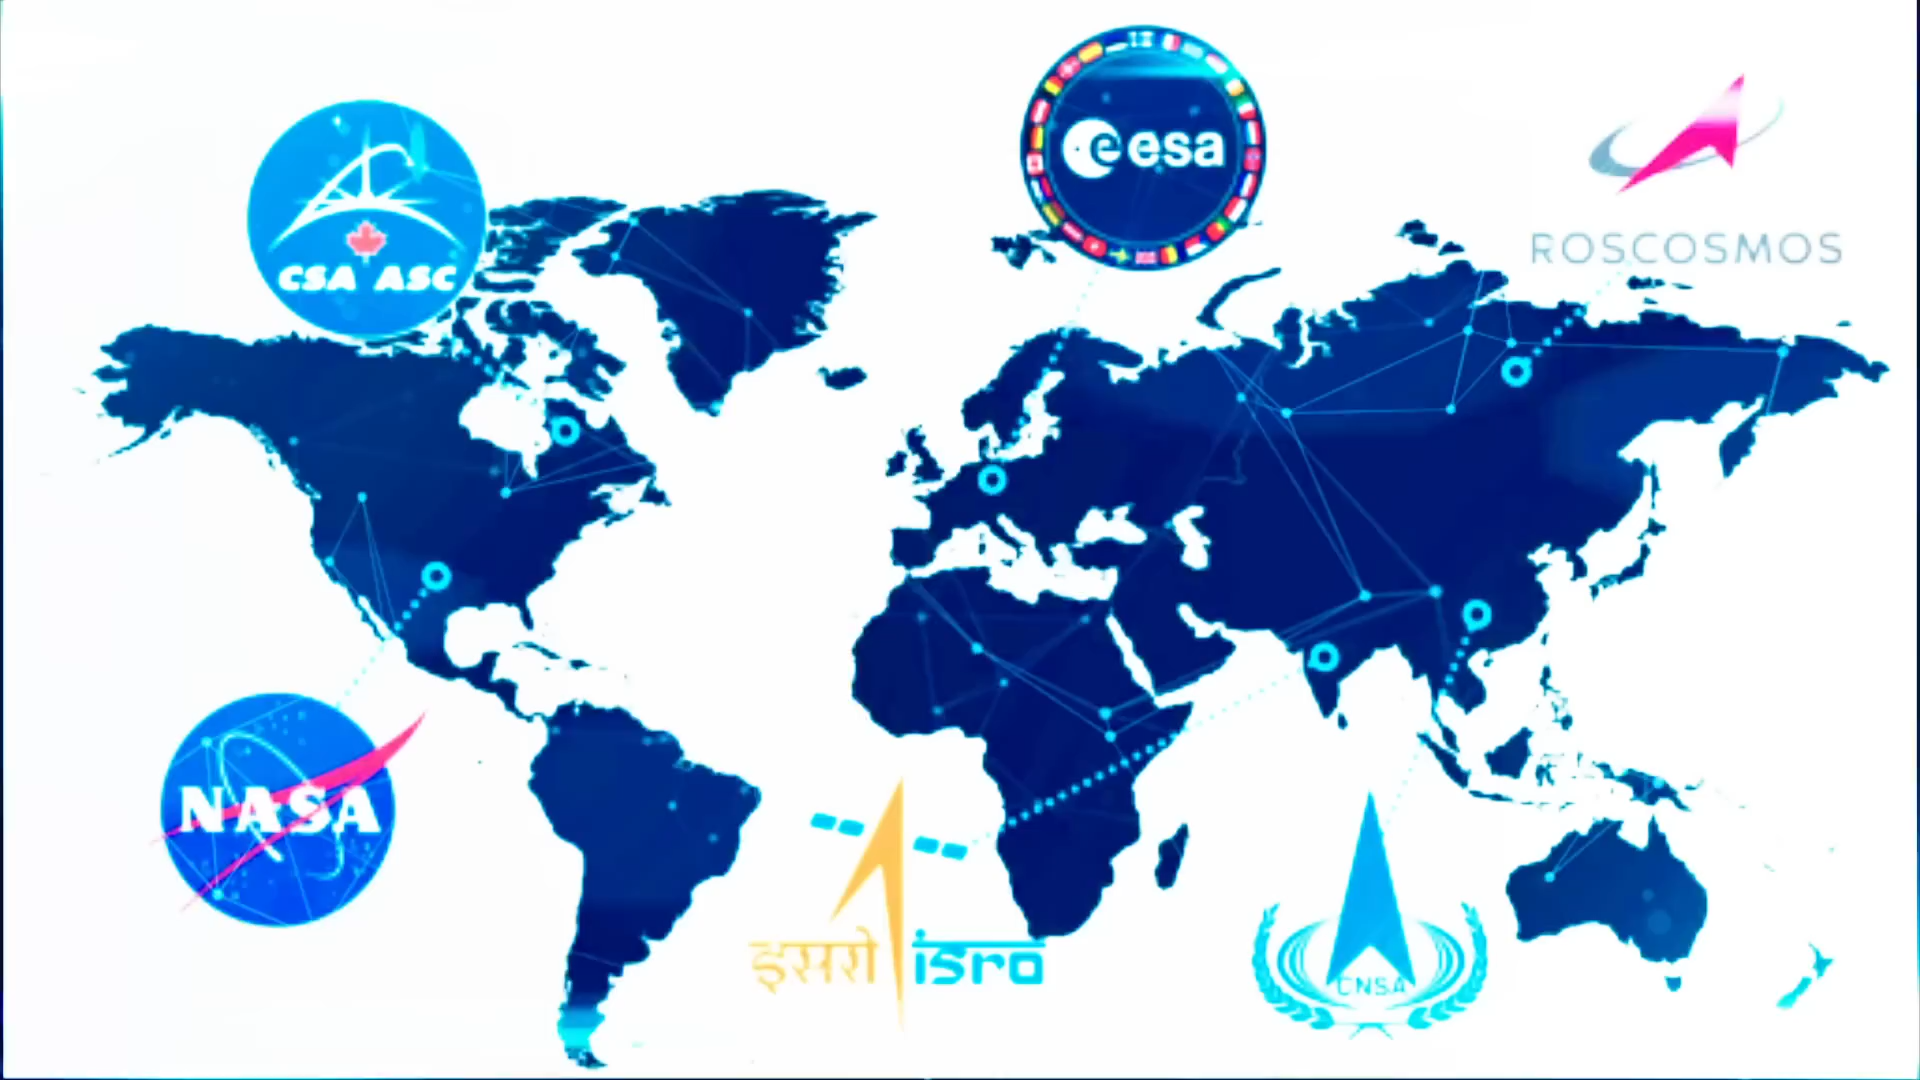 esa
CSA ASC
ROSCOSMOS
NASA
इसरो isro
CNSA